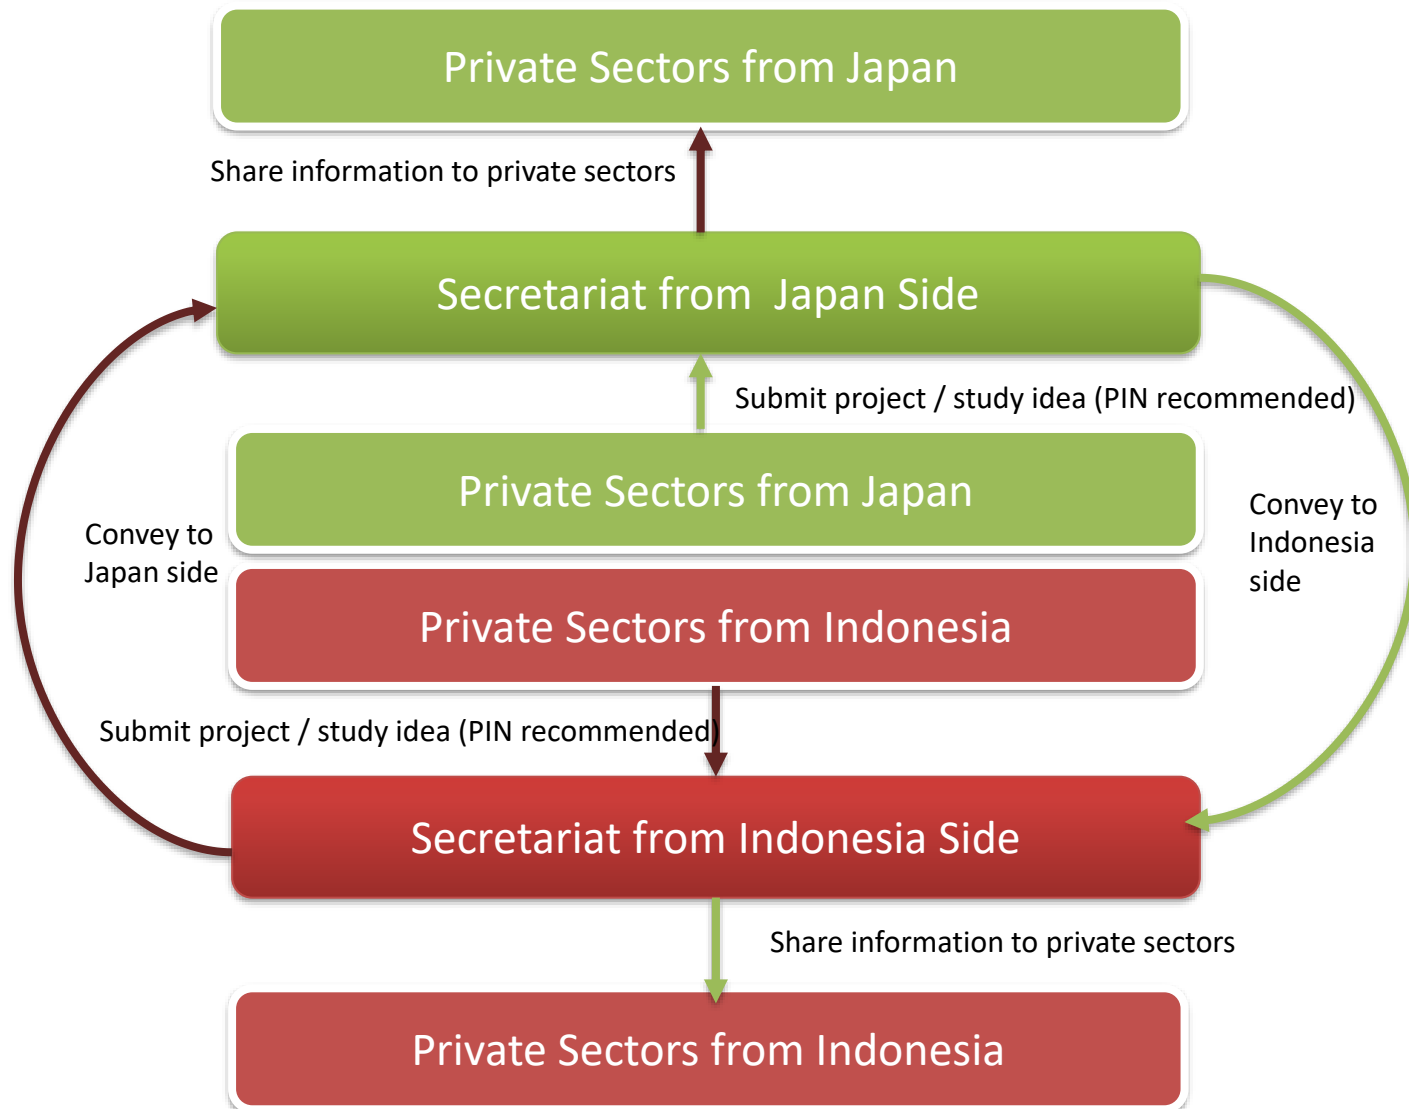 Private Sectors from Japan
Share information to private sectors
Secretariat from  Japan Side
Submit project / study idea (PIN recommended)
Private Sectors from Japan
Convey to
Japan side
Convey to
Indonesia
side
Private Sectors from Indonesia
Submit project / study idea (PIN recommended)
Secretariat from Indonesia Side
Share information to private sectors
Private Sectors from Indonesia